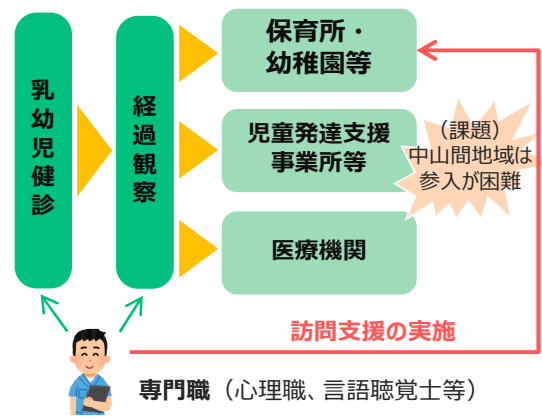 乳幼児健診
経過観察
保育所・
幼稚園等
児童発達支援
事業所等
（課題）
中山間地域は
参入が困難
医療機関
訪問支援の実施
専門職（心理職、言語聴覚士等）